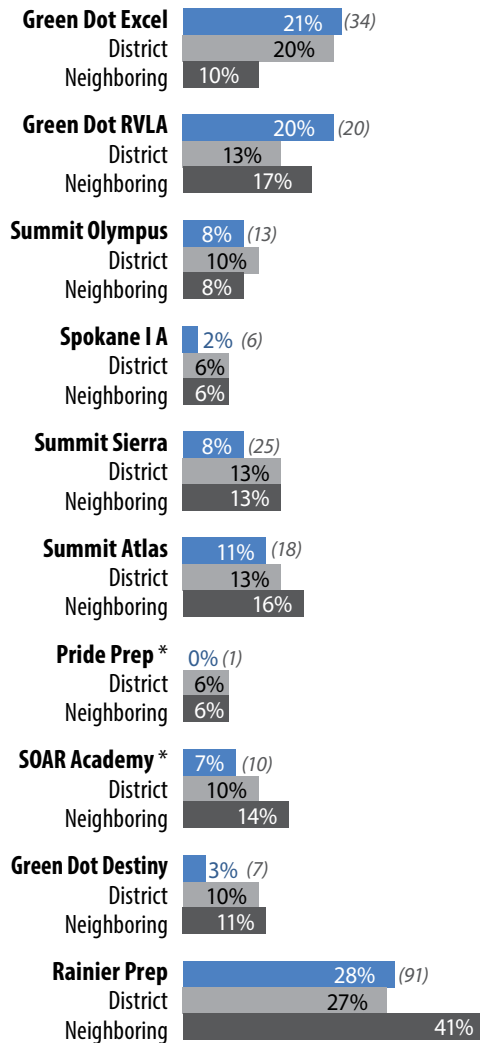 Green Dot Excel 21% (34)
District 20%
Neighboring 10%
Green Dot RVLA 20% (20)
District 13%
Neighboring 17%
Summit Olympus 8% (13)
District 10%
Neighboring 8%
Spokane I A 2% (6)
District 6%
Neighboring 6%
Summit Sierra 8% (25)
District 13%
Neighboring 13%
Summit Atlas 11% (18)
District 13%
Neighboring 16%
Pride Prep * 0% (1)
District 6%
Neighboring 6%
SOAR Academy * 7% (10)
District 10%
Neighboring 14%
Green Dot Destiny 3% (7)
District 10%
Neighboring 11%
Rainier Prep 28% (91)
District 27%
Neighboring 41%